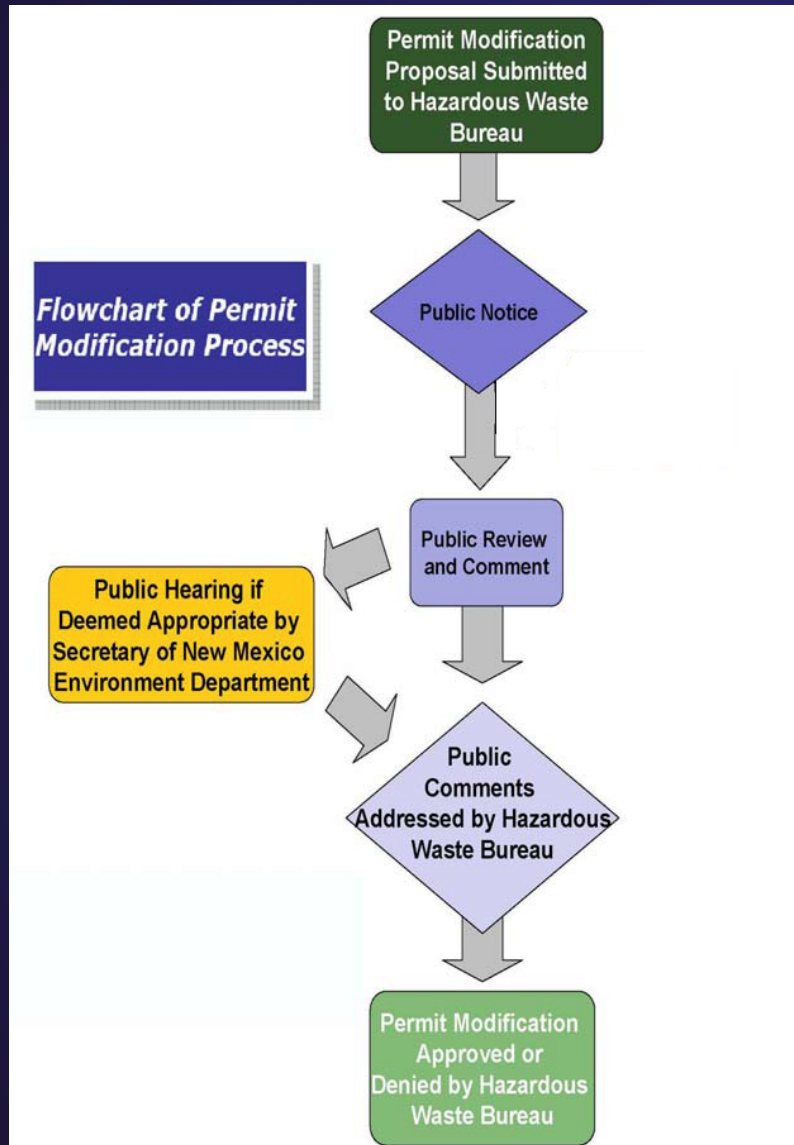 Permit Modification
Proposal Submitted
to Hazardous Waste
Bureau
Flowchart of Permit
Modification Process
Public Notice
Public Review
and Comment
Public Hearing if
Deemed Appropriate by
Secretary of New Mexico
Environment Department
Public
Comments
Addressed by Hazardous
Waste Bureau
Permit Modification
Approved or
Denied by Hazardous
Waste Bureau